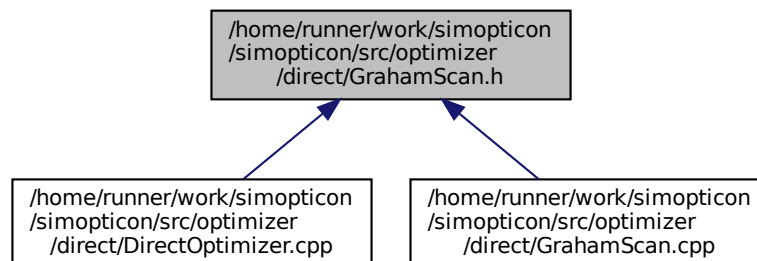 /home/runner/work/simopticon
/simopticon/src/optimizer
/direct/GrahamScan.h
/home/runner/work/simopticon
/simopticon/src/optimizer
/direct/DirectOptimizer.cpp
/home/runner/work/simopticon
/simopticon/src/optimizer
/direct/GrahamScan.cpp